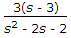 3(s - 3)
s² - 2s - 2